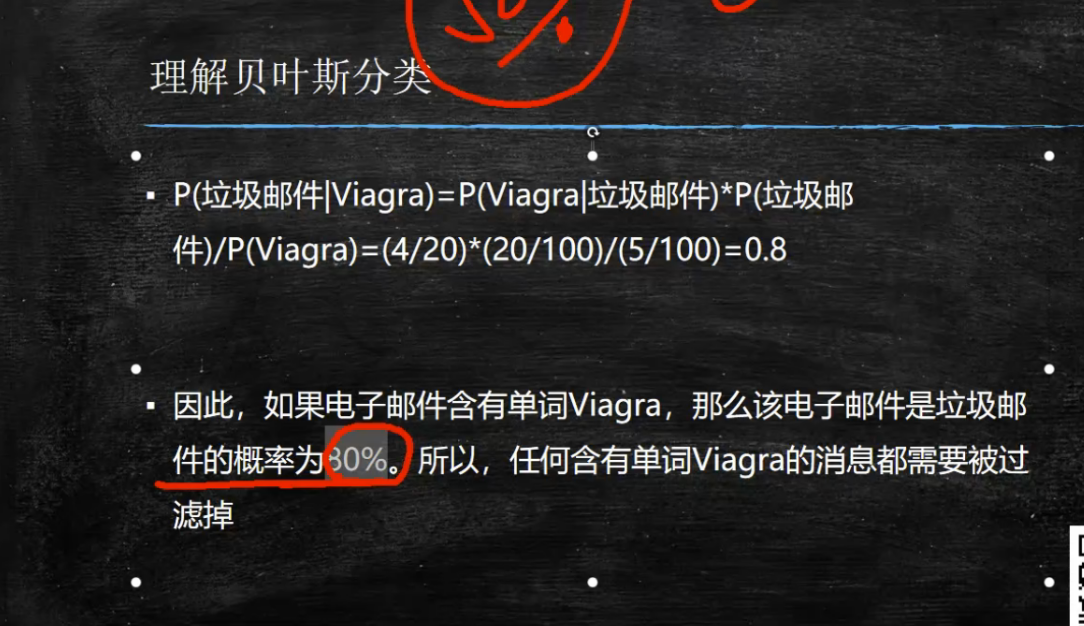 理解贝叶斯分类
P(垃圾邮件|Viagra)=P(Viagra|垃圾邮件)*P(垃圾邮
件)/P(Viagra)=(4/20)*(20/100)/(5/100)=0.8
因此，如果电子邮件含有单词Viagra，那么该电子邮件是垃圾邮
件的概率为80%。所以，任何含有单词Viagra的消息都需要被过
滤掉